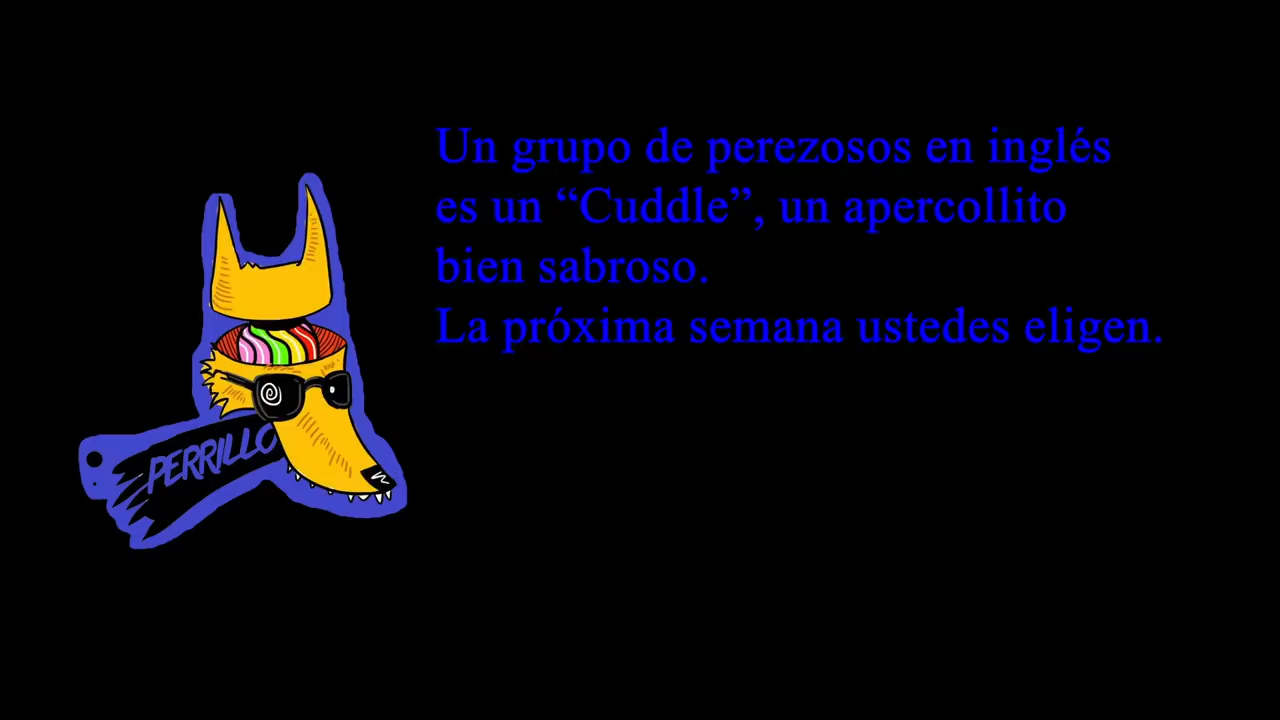 Un grupo de perezosos en inglés
es un “Cuddle”, un apercollito
bien sabroso.
La próxima semana ustedes eligen.
PERRILLO